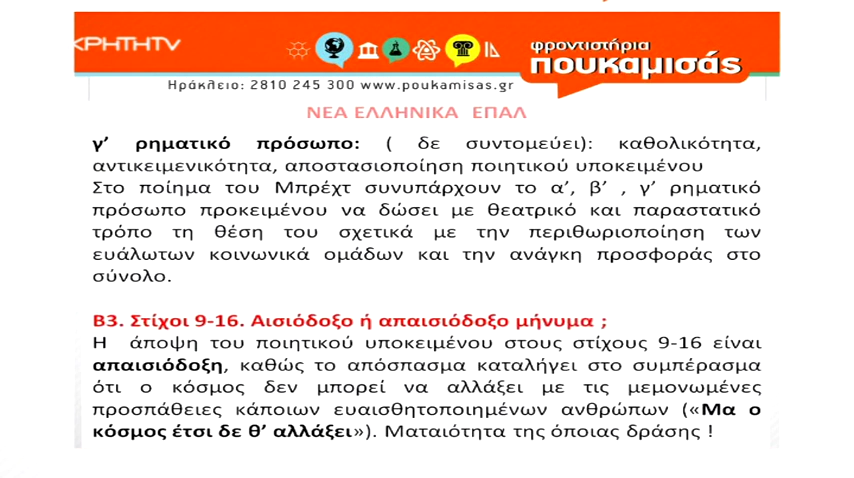 ΚΡΗΤΗTV
φροντιστήρια
πουκαμισάς
Ηράκλειο: 2810 245 300 www.poukamisas.gr
ΝΕΑ ΕΛΛΗΝΙΚΑ ΕΠΑΛ
γ’ ρηματικό πρόσωπο: ( δε συντομεύει): καθολικότητα,
αντικειμενικότητα, αποστασιοποίηση ποιητικού υποκειμένου
Στο ποίημα του Μπρέχτ συνυπάρχουν το α’, β’ , γ’ ρηματικό
πρόσωπο προκειμένου να δώσει με θεατρικό και παραστατικό
τρόπο τη θέση του σχετικά με την περιθωριοποίηση των
ευάλωτων κοινωνικά ομάδων και την ανάγκη προσφοράς στο
σύνολο.
Β3. Στίχοι 9-16. Αισιόδοξο ή απαισιόδοξο μήνυμα ;
Η άποψη του ποιητικού υποκειμένου στους στίχους 9-16 είναι
απαισιόδοξη, καθώς το απόσπασμα καταλήγει στο συμπέρασμα
ότι ο κόσμος δεν μπορεί να αλλάξει με τις μεμονωμένες
προσπάθειες κάποιων ευαισθητοποιημένων ανθρώπων («Μα ο
κόσμος έτσι δε θ’ αλλάξει»). Ματαιότητα της όποιας δράσης !